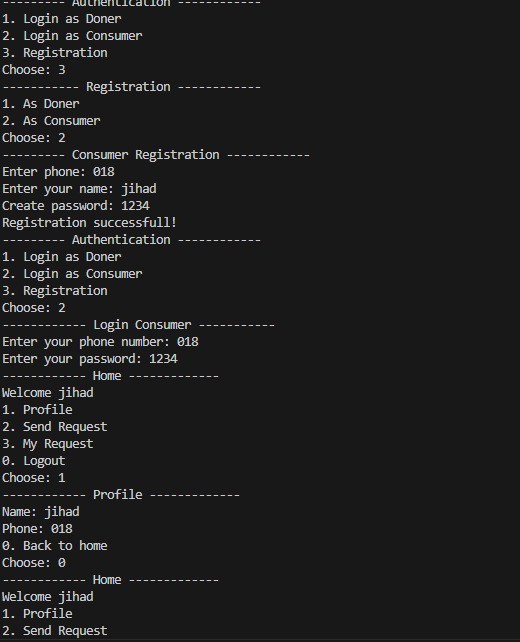 --------- Authentication ------------
1. Login as Doner
2. Login as Consumer
3. Registration
Choose: 3
----------- Registration ------------
1. As Doner
2. As Consumer
Choose: 2
--------- Consumer Registration ------------
Enter phone: 018
Enter your name: jihad
Create password: 1234
Registration successfull!
--------- Authentication ------------
1. Login as Doner
2. Login as Consumer
3. Registration
Choose: 2
------------ Login Consumer -----------
Enter your phone number: 018
Enter your password: 1234
------------ Home -------------
Welcome jihad
1. Profile
2. Send Request
3. My Request
0. Logout
Choose: 1
------------ Profile -------------
Name: jihad
Phone: 018
0. Back to home
Choose: 0
------------ Home -------------
Welcome jihad
1. Profile
2. Send Request